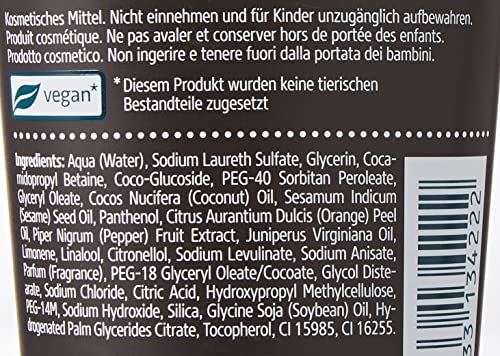 Kosmetisches Mittel. Nicht einnehmen und für Kinder unzugänglich aufbewahren.
Produit cosmétique. Ne pas avaler et conserver hors de portée des enfants.
Prodotto cosmetico. Non ingerire e tenere fuori dalla portata dei bambini.
vegan*
* Diesem Produkt wurden keine tierischen
Bestandteile zugesetzt
Ingredients: Aqua (Water), Sodium Laureth Sulfate, Glycerin, Coca-
midopropyl Betaine, Coco-Glucoside, PEG-40 Sorbitan Peroleate,
Glyceryl Oleate, Cocos Nucifera (Coconut) Oil, Sesamum Indicum
(Sesame) Seed Oil, Panthenol, Citrus Aurantium Dulcis (Orange) Peel
Oil, Piper Nigrum (Pepper) Fruit Extract, Juniperus Virginiana Oil,
Limonene, Linalool, Citronellol, Sodium Levulinate, Sodium Anisate,
Parfum (Fragrance), PEG-18 Glyceryl Oleate/Cocoate, Glycol Diste-
arate, Sodium Chloride, Citric Acid, Hydroxypropyl Methylcellulose,
PEG-14M, Sodium Hydroxide, Silica, Glycine Soja (Soybean) Oil, Hy-
drogenated Palm Glycerides Citrate, Tocopherol, CI 15985, CI 16255.
33 134222